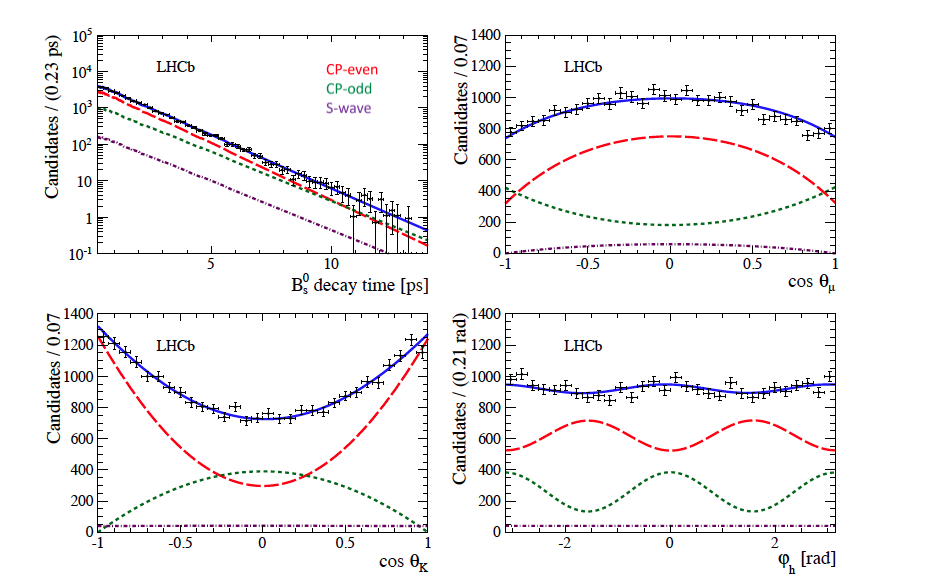 Candidates / (0.23 ps)
10^5
10^4
10^3
10^2
10
1
10^-1
LHCb
CP-even
CP-odd
S-wave
5 10
B_s^0 decay time [ps]
Candidates / 0.07
1400
1200
1000
800
600
400
200
0
LHCb
-1 -0.5 0 0.5 1
cos θ_μ
Candidates / 0.07
1400
1200
1000
800
600
400
200
0
LHCb
-1 -0.5 0 0.5 1
cos θ_K
Candidates / (0.21 rad)
1400
1200
1000
800
600
400
200
0
LHCb
-2 0 2
φ_h [rad]